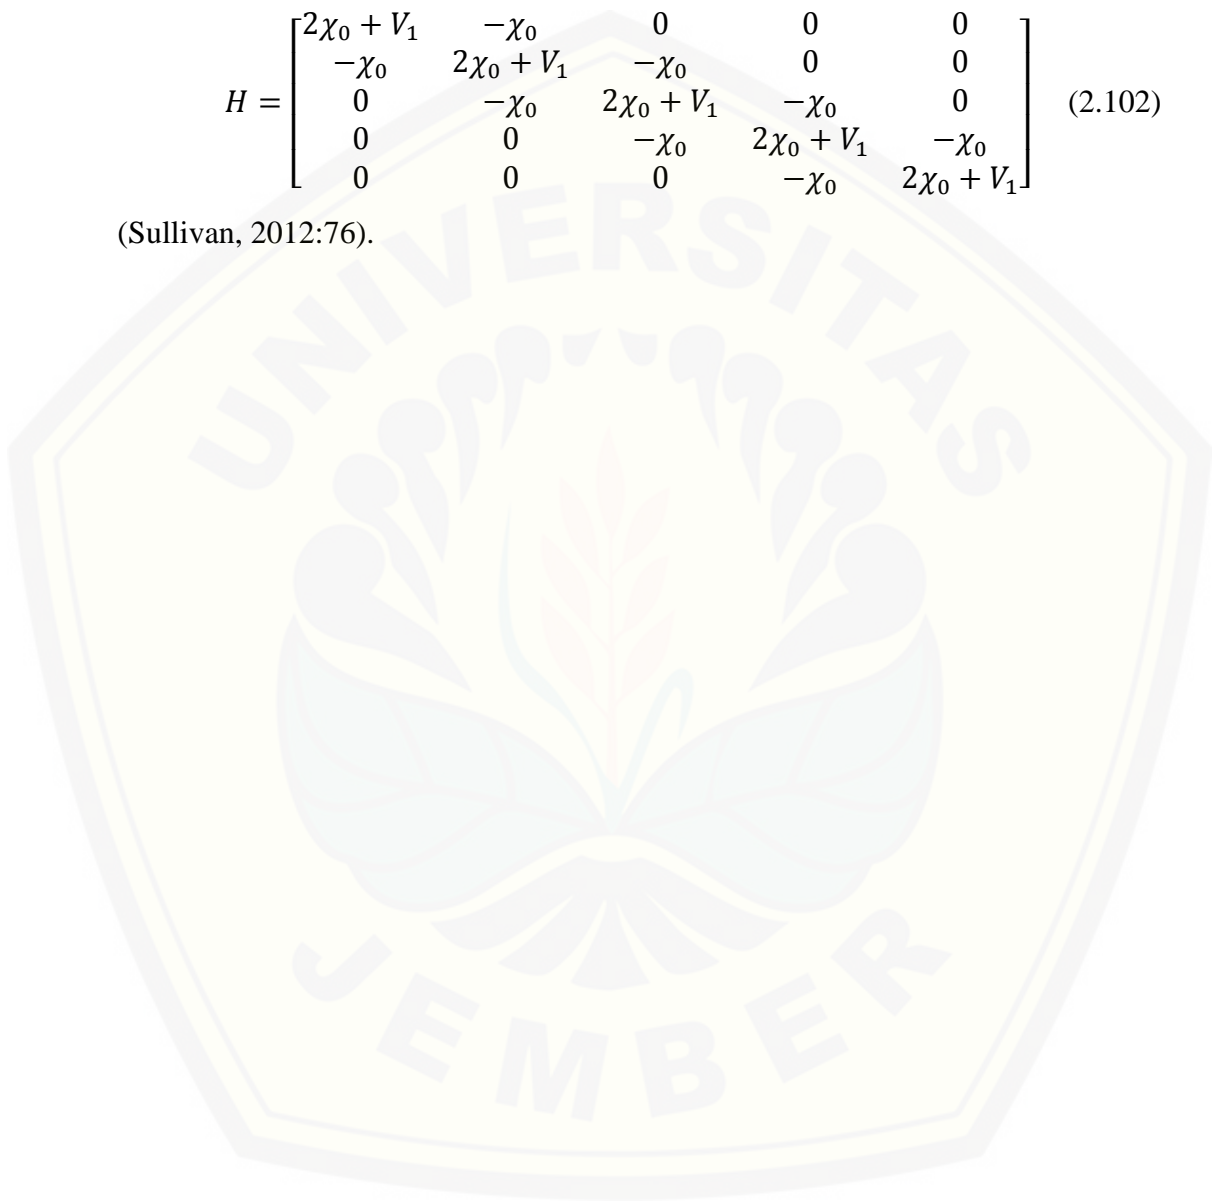 2χ₀ + V₁ −χ₀ 0 0 0
−χ₀ 2χ₀ + V₁ −χ₀ 0 0
H = 0 −χ₀ 2χ₀ + V₁ −χ₀ 0 (2.102)
0 0 −χ₀ 2χ₀ + V₁ −χ₀
0 0 0 −χ₀ 2χ₀ + V₁
(Sullivan, 2012:76).
UNIVERSITAS
JEMBER